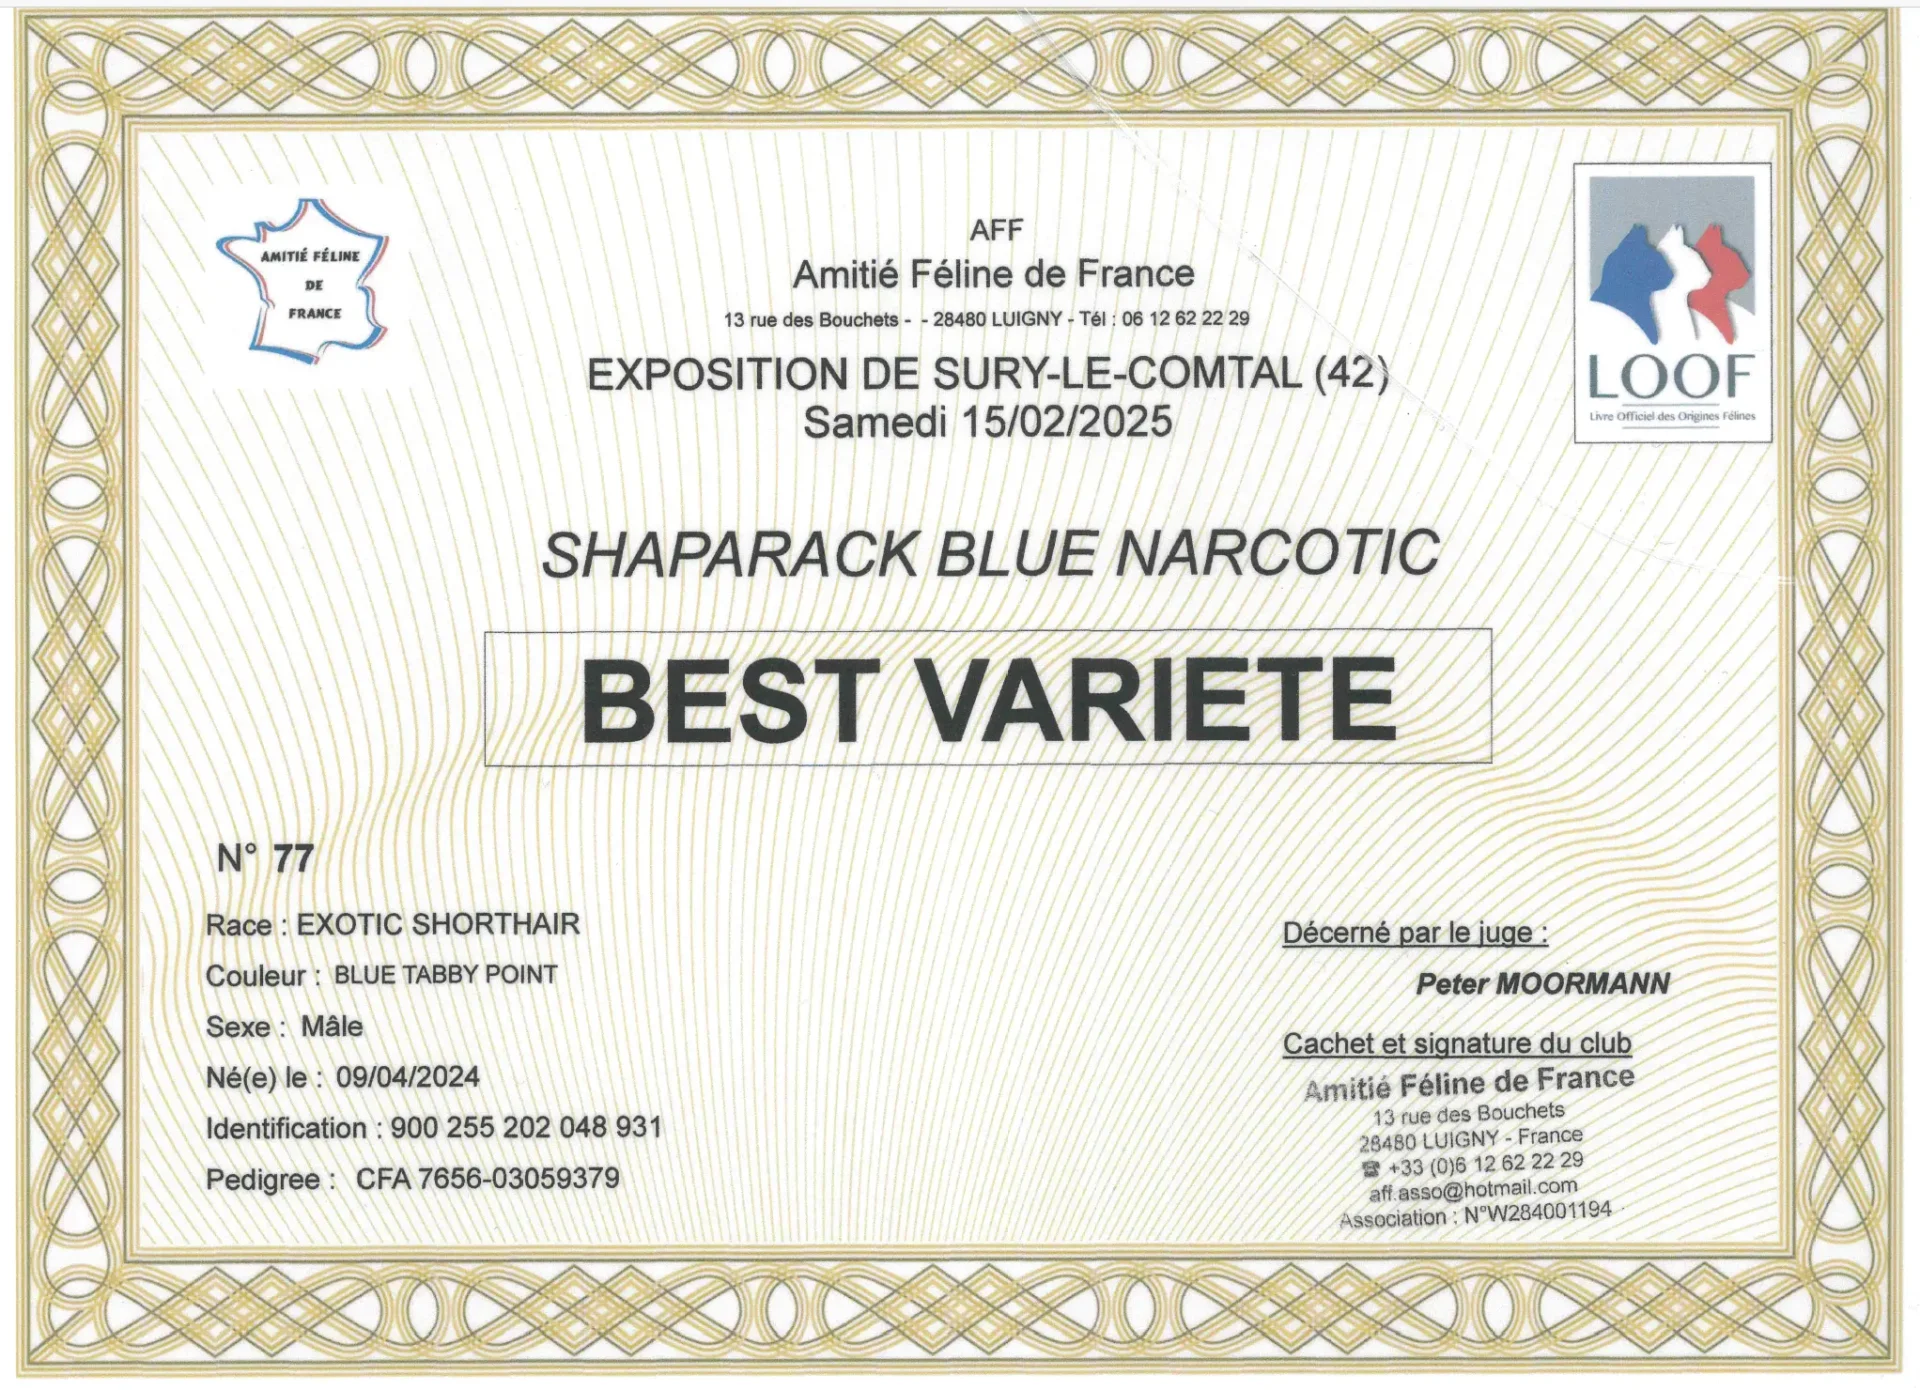 AMITIÉ FÉLINE
DE
FRANCE
AFF
Amitié Féline de France
13 rue des Bouchets - - 28480 LUIGNY - Tél : 06 12 62 22 29
EXPOSITION DE SURY-LE-COMTAL (42)
Samedi 15/02/2025
LOOF
Livre Officiel des Origines Félines
SHAPARACK BLUE NARCOTIC
BEST VARIETE
N° 77
Race : EXOTIC SHORTHAIR
Couleur : BLUE TABBY POINT
Sexe : Mâle
Né(e) le : 09/04/2024
Identification : 900 255 202 048 931
Pedigree : CFA 7656-03059379
Décerné par le juge :
Peter MOORMANN
Cachet et signature du club
Amitié Féline de France
13 rue des Bouchets
28480 LUIGNY - France
☎ +33 (0)6 12 62 22 29
aff.asso@hotmail.com
Association : N°W284001194